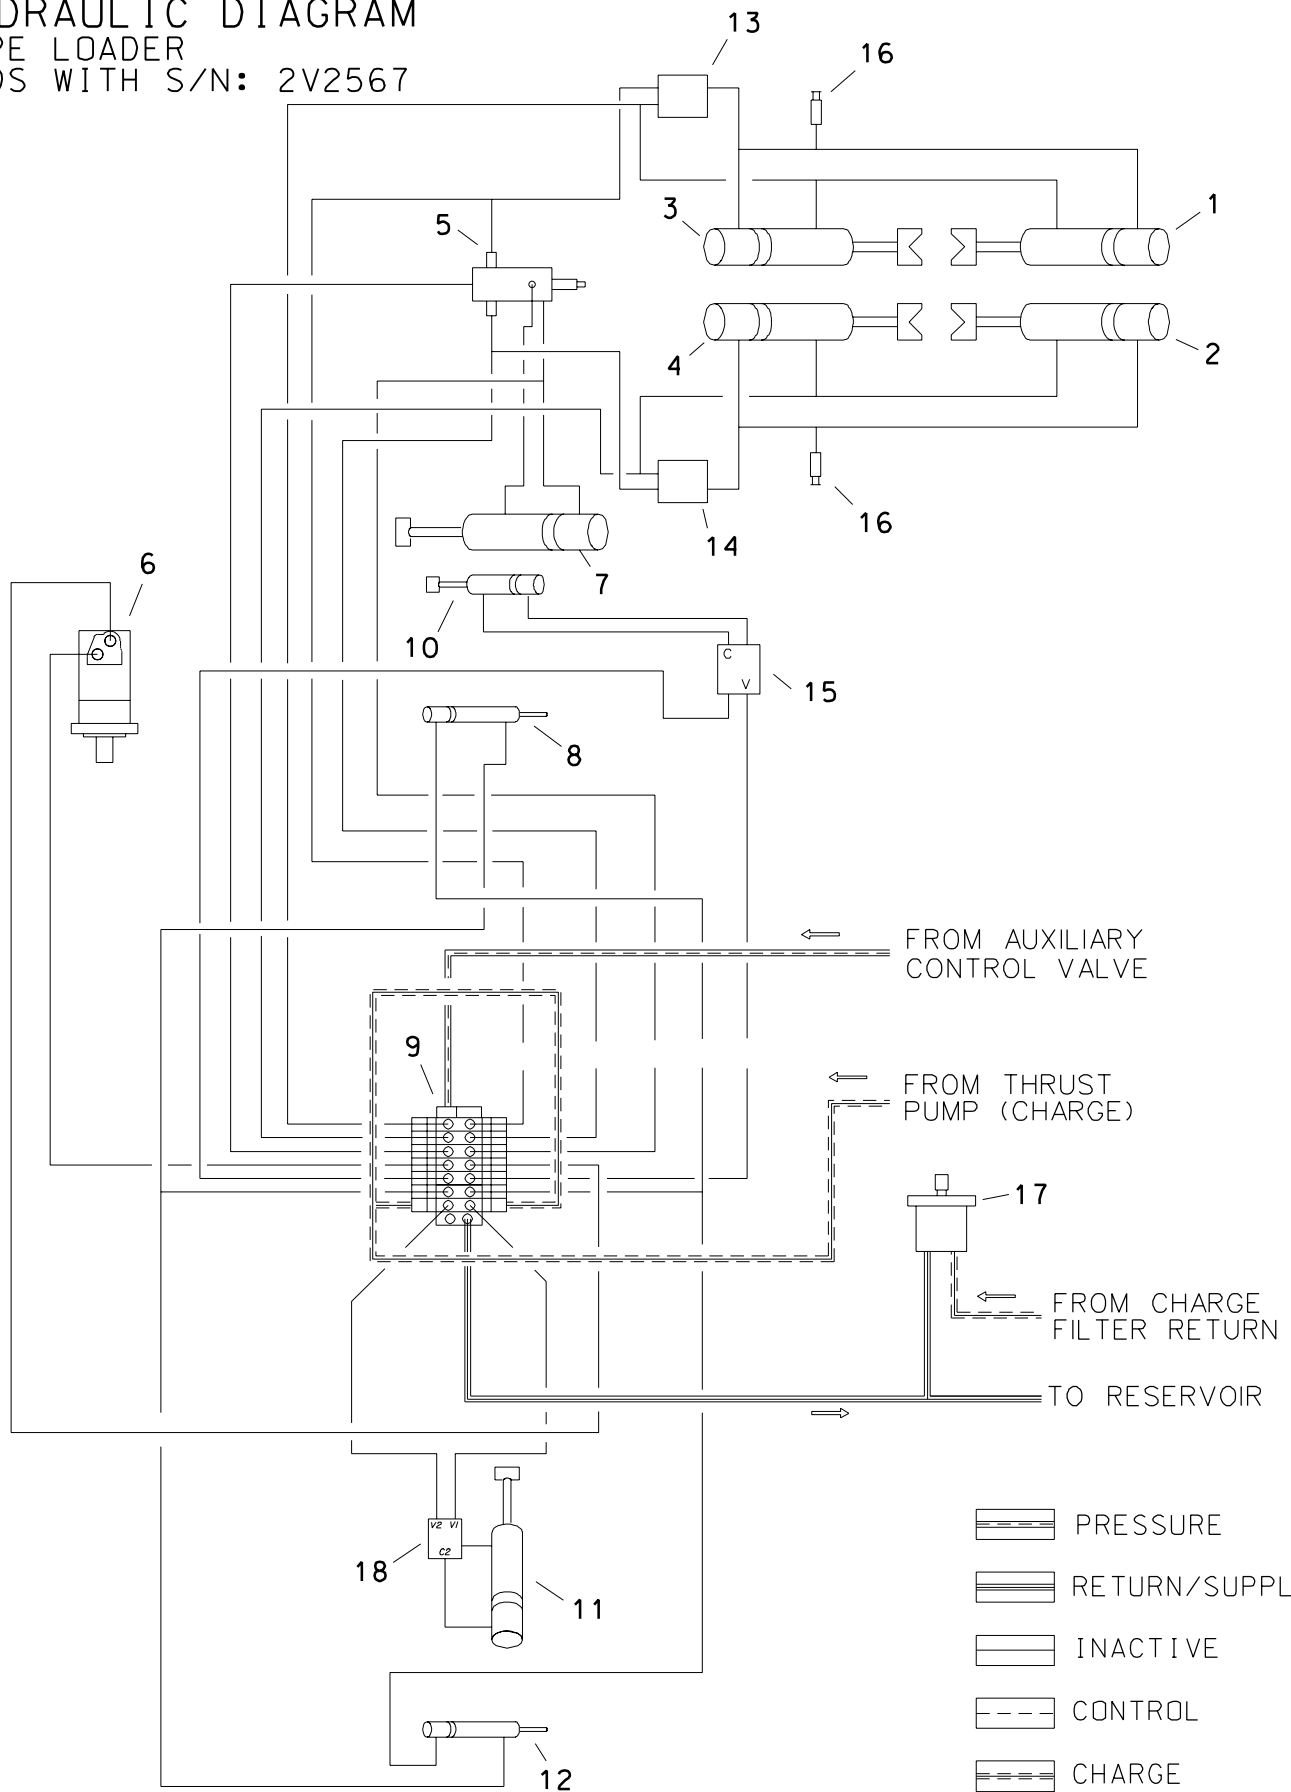 DRAULIC DIAGRAM
PE LOADER
DS WITH S/N: 2V2567
13
16
3
1
5
4
2
16
14
7
6
10
C
V
15
8
FROM AUXILIARY
CONTROL VALVE
9
FROM THRUST
PUMP (CHARGE)
17
FROM CHARGE
FILTER RETURN
TO RESERVOIR
V2 V1
C2
18
11
12
PRESSURE
RETURN/SUPPL
INACTIVE
CONTROL
CHARGE